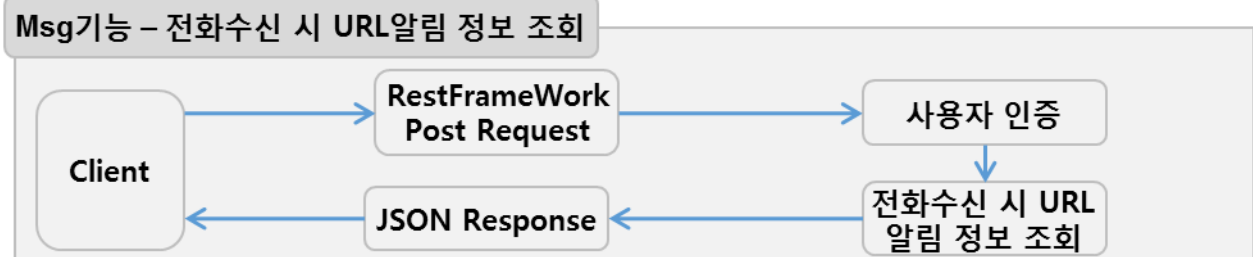 Msg기능 – 전화수신 시 URL알림 정보 조회
RestFrameWork
Post Request
사용자 인증
Client
JSON Response
전화수신 시 URL
알림 정보 조회